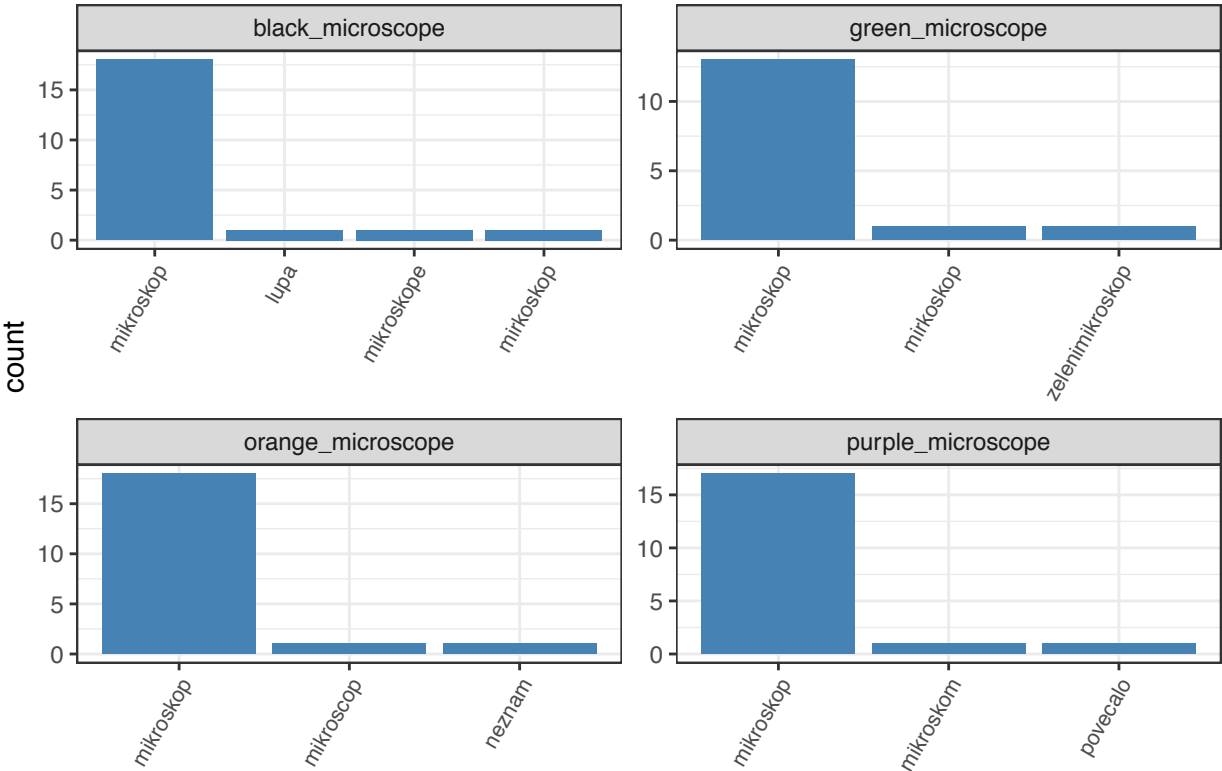 black_microscope
green_microscope
15
10
5
0
10
5
0
mikroskop
lupa
mikroskope
mirkoskop
mikroskop
mirkoskop
zelenimikroskop
count
orange_microscope
purple_microscope
15
10
5
0
15
10
5
0
mikroskop
mikroscop
neznam
mikroskop
mikroskom
povecalo